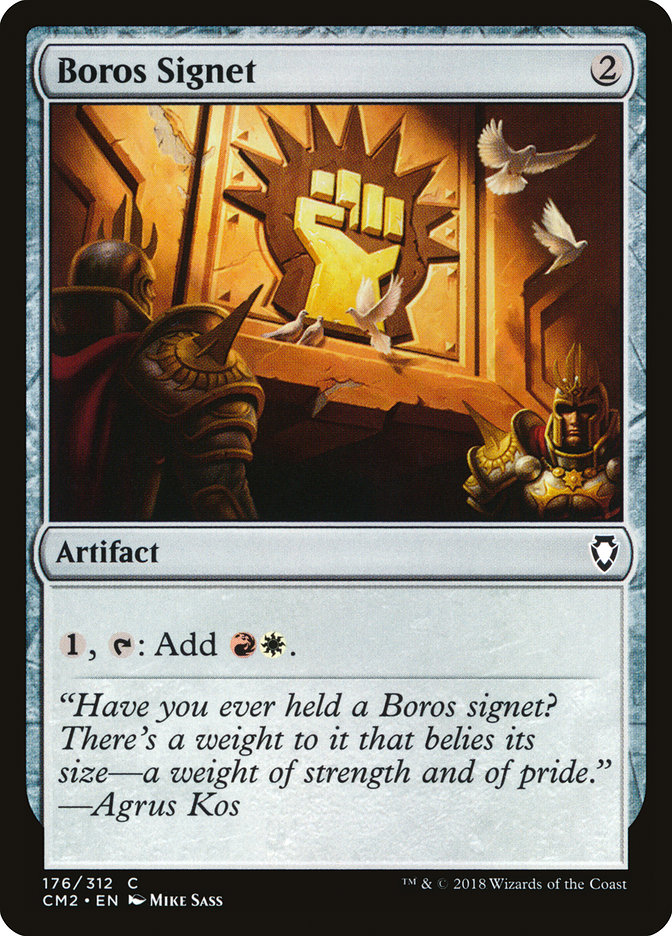 Boros Signet 2
Artifact
1, : Add .
“Have you ever held a Boros signet?
There’s a weight to it that belies its
size—a weight of strength and of pride.”
—Agrus Kos
176/312 C
™ & © 2018 Wizards of the Coast
CM2 • EN Mike Sass